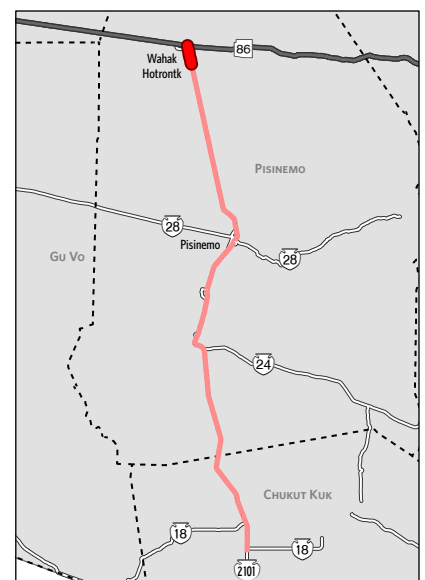 86
Wahak
Hotrontk
PISINEMO
28
Pisinemo
GU VO
28
24
CHUKUT KUK
18
18
2101